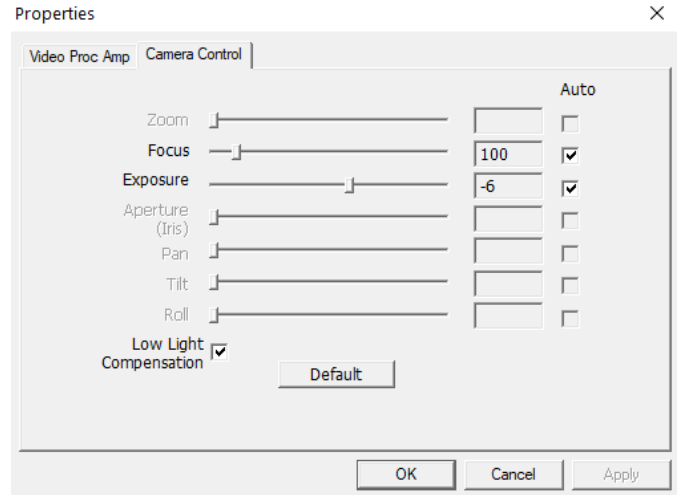 Properties
Video Proc Amp
Camera Control
Auto
Zoom
Focus 100
Exposure -6
Aperture
(Iris)
Pan
Tilt
Roll
Low Light
Compensation
Default
OK Cancel Apply